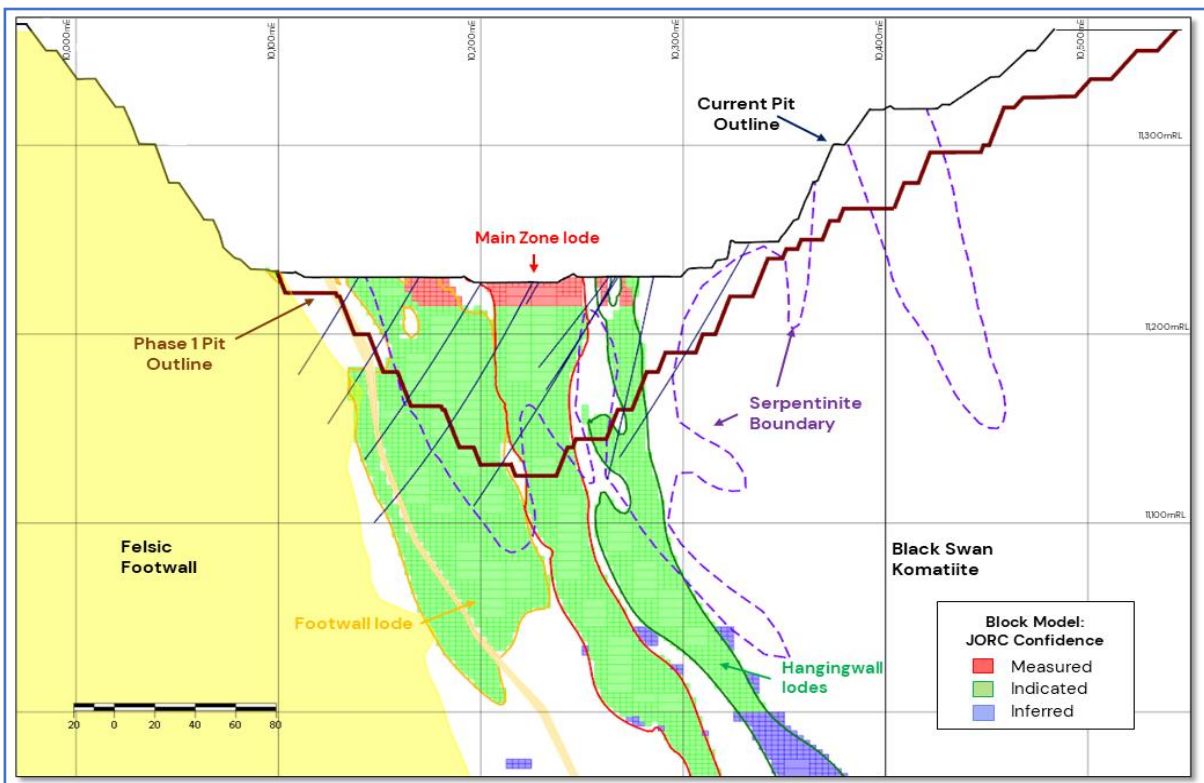 10,000mE
10,100mE
10,200mE
10,300mE
10,400mE
10,500mE
Current Pit
Outline
11,300mRL
Main Zone lode
Phase 1 Pit
Outline
11,200mRL
Serpentinite
Boundary
11,100mRL
Felsic
Footwall
Black Swan
Komatiite
Footwall lode
Hangingwall
lodes
Block Model:
JORC Confidence
Measured
Indicated
Inferred
20 0 20 40 60 80